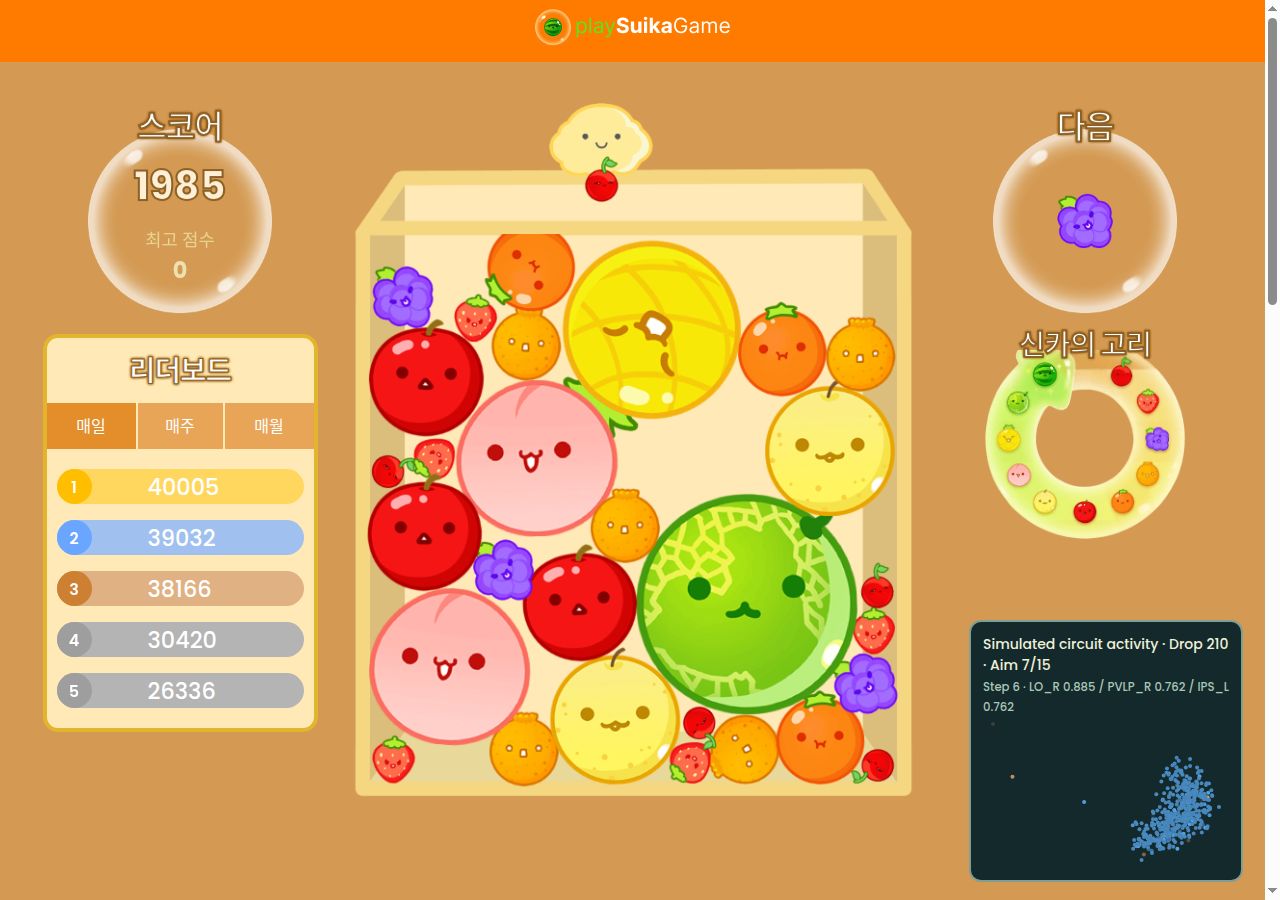 playSuikaGame
스코어
1985
최고 점수
0
다음
신카의 고리
리더보드
매일 매주 매월
1 40005
2 39032
3 38166
4 30420
5 26336
Simulated circuit activity · Drop 210
· Aim 7/15
Step 6 · LO_R 0.885 / PVLP_R 0.762 / IPS_L
0.762